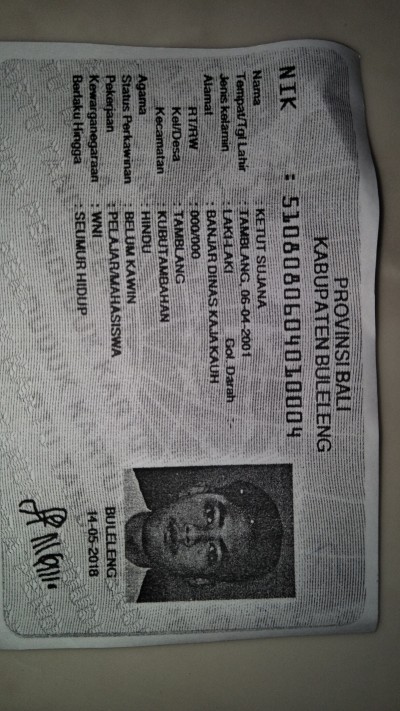 PROVINSI BALI
KABUPATEN BULELENG
NIK : 5108080604010004
Nama : KETUT SUJANA
Tempat/Tgl Lahir : TAMBLANG, 06-04-2001
Jenis kelamin : LAKI-LAKI Gol. Darah : -
Alamat : BANJAR DINAS KAJA KAUH
RT/RW : 000/000
Kel/Desa : TAMBLANG
Kecamatan : KUBUTAMBAHAN
Agama : HINDU
Status Perkawinan : BELUM KAWIN
Pekerjaan : PELAJAR/MAHASISWA
Kewarganegaraan : WNI
Berlaku Hingga : SEUMUR HIDUP
BULELENG
14-05-2018